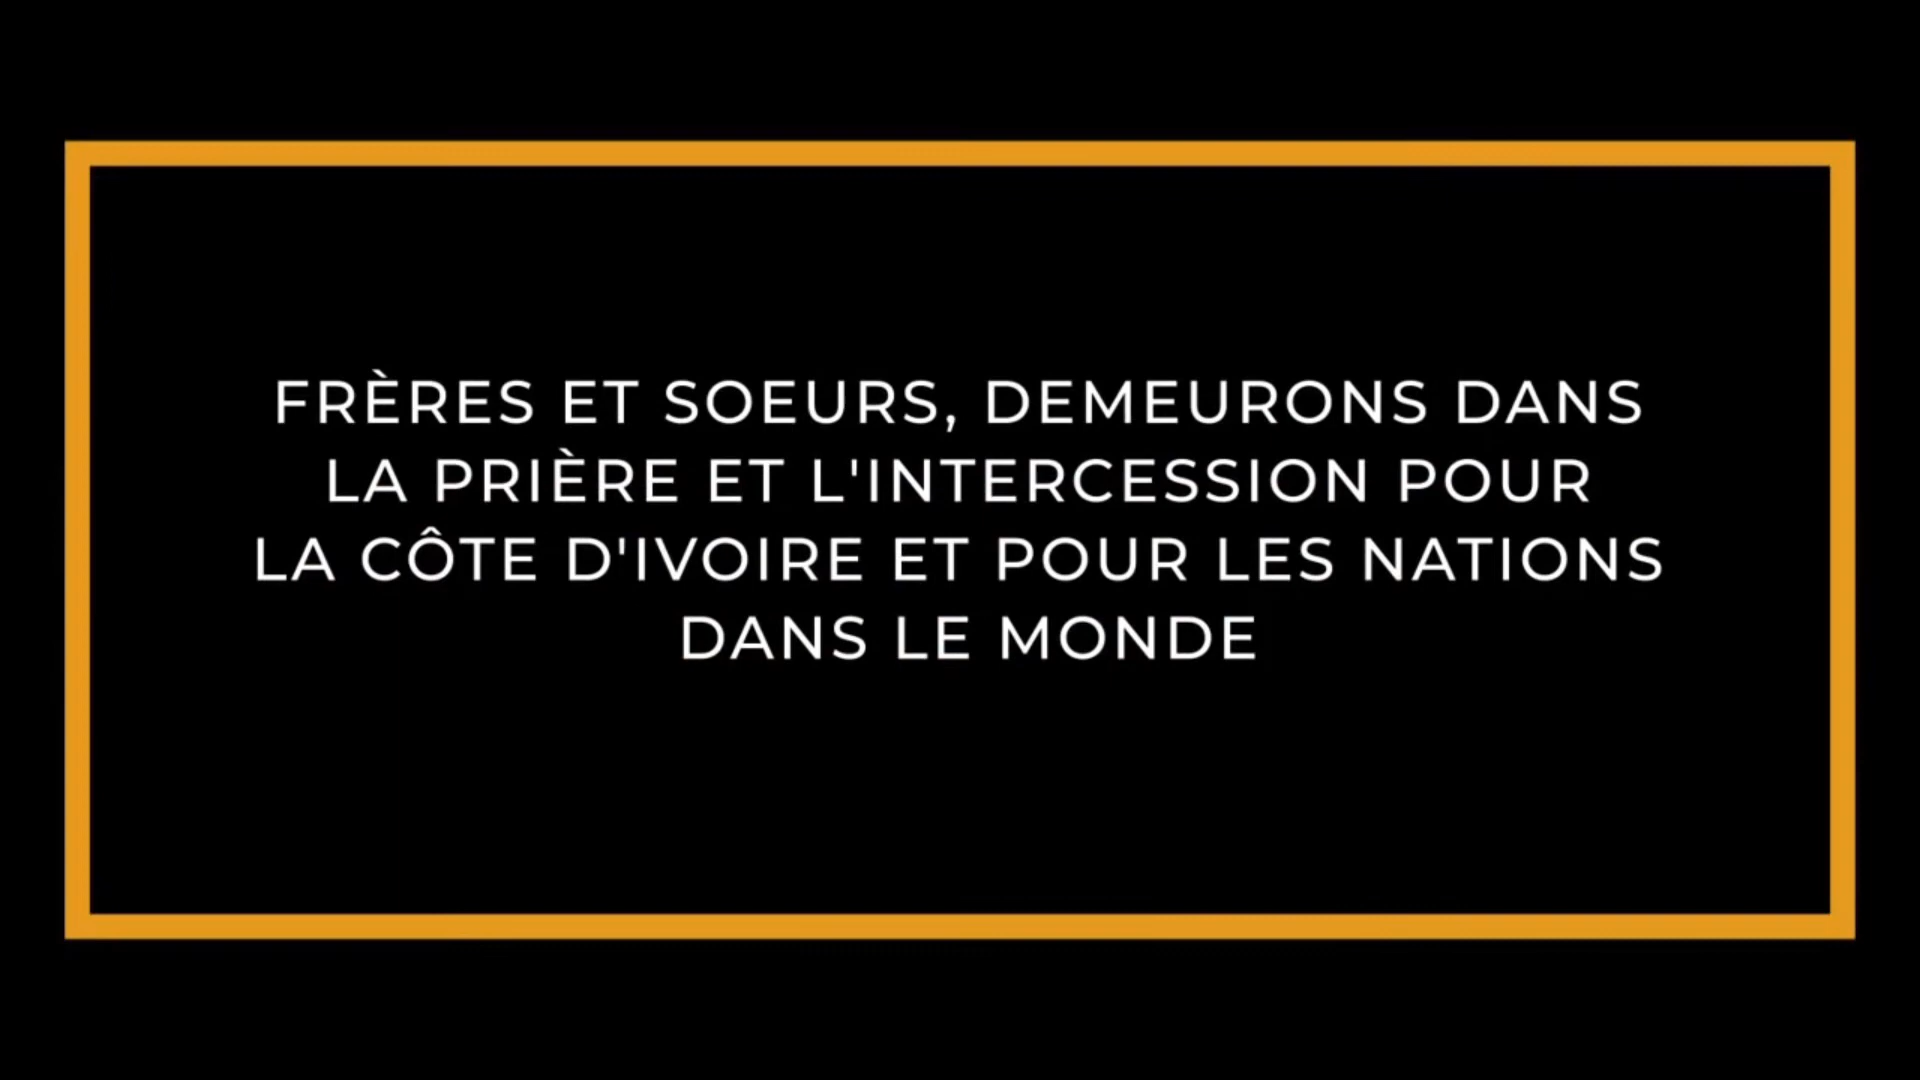 FRÈRES ET SOEURS, DEMEURONS DANS
LA PRIÈRE ET L'INTERCESSION POUR
LA CÔTE D'IVOIRE ET POUR LES NATIONS
DANS LE MONDE